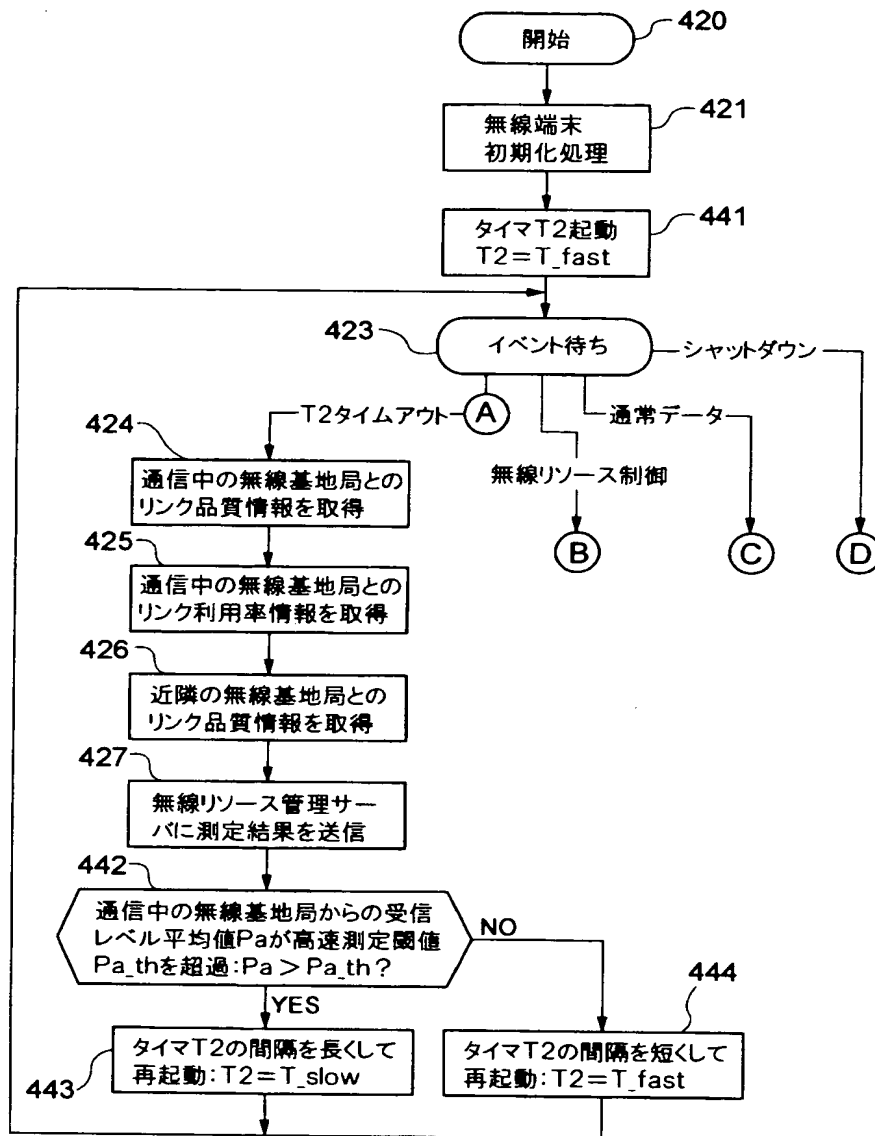 開始
420
無線端末
初期化処理
421
タイマT2起動
T2=T_fast
441
423
イベント待ち
シャットダウン
T2タイムアウト
A
通常データ
無線リソース制御
B
C
D
424
通信中の無線基地局との
リンク品質情報を取得
425
通信中の無線基地局との
リンク利用率情報を取得
426
近隣の無線基地局との
リンク品質情報を取得
427
無線リソース管理サー
バに測定結果を送信
442
通信中の無線基地局からの受信
レベル平均値Paが高速測定閾値
Pa_thを超過:Pa>Pa_th?
NO
YES
443
タイマT2の間隔を長くして
再起動:T2=T_slow
444
タイマT2の間隔を短くして
再起動:T2=T_fast